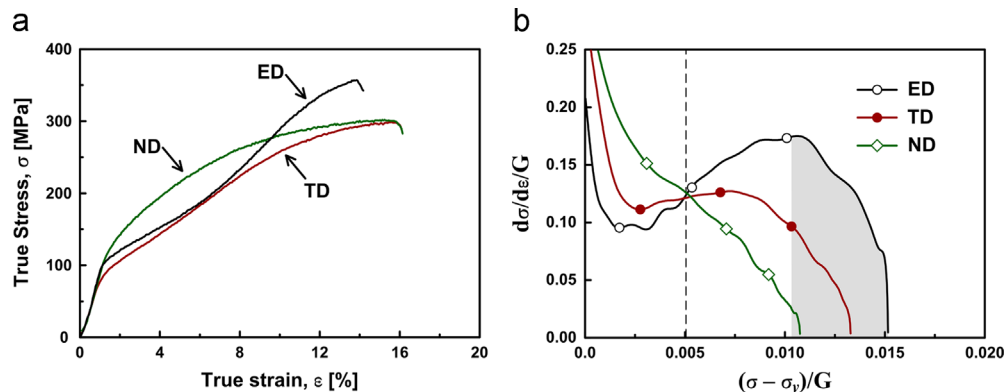 a
True Stress, σ [MPa]
400
300
200
100
0
ED
ND
TD
0 4 8 12 16 20
True strain, ε [%]
b
dσ/dε/G
0.25
0.20
0.15
0.10
0.05
0.00
ED
TD
ND
0.0 0.005 0.010 0.015 0.020
(σ – σy)/G